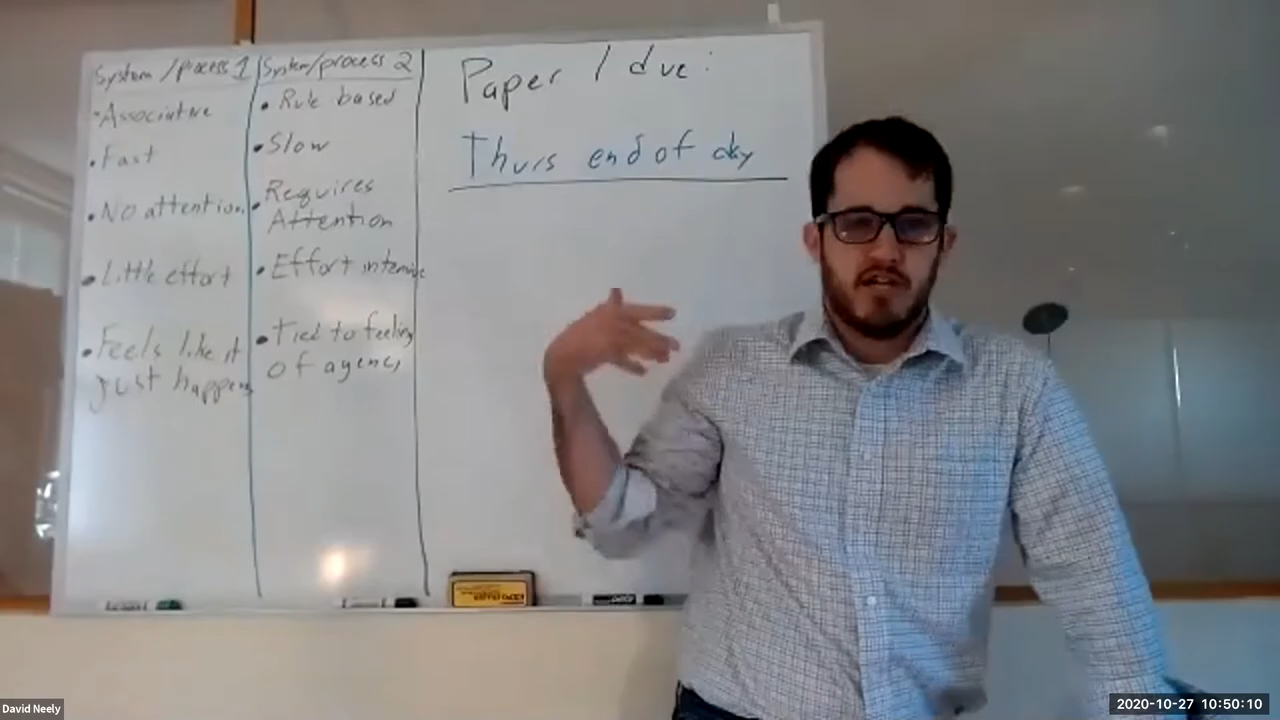 System/process 1
• Associative
• Fast
• No attention
• Little effort
• Feels like it
just happens
System/process 2
• Rule based
• Slow
• Requires
Attention
• Effort intensive
• Tied to feeling
of agency
Paper 1 due:
Thurs end of day
EXPO
David Neely
2020-10-27 10:50:10